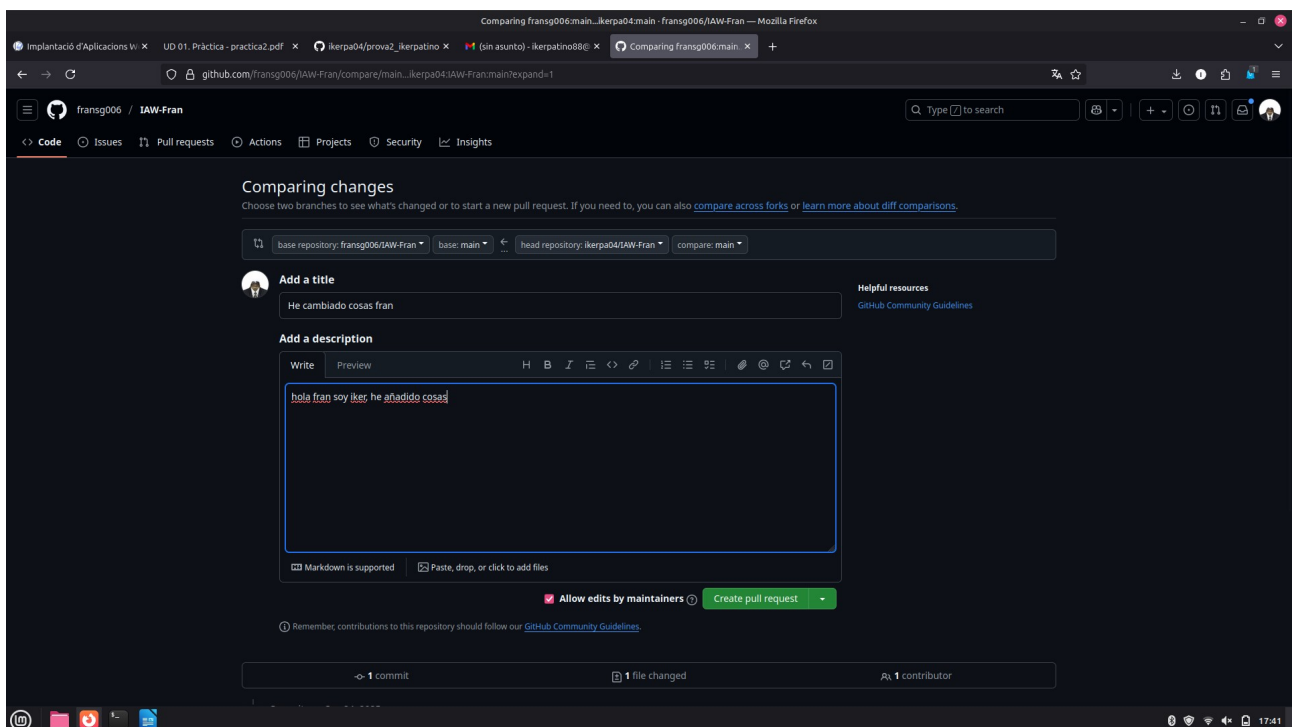 Comparing fransg006:main...ikerpa04:main · fransg006/IAW-Fran — Mozilla Firefox
Implantació d'Aplicacions W UD 01. Pràctica - practica2.pdf ikerpa04/prova2_ikerpatino (sin asunto) - ikerpatino88@ Comparing fransg006:main.
github.com/fransg006/IAW-Fran/compare/main...ikerpa04:IAW-Fran:main?expand=1
fransg006 / IAW-Fran Type / to search
Code Issues Pull requests Actions Projects Security Insights
Comparing changes
Choose two branches to see what's changed or to start a new pull request. If you need to, you can also compare across forks or learn more about diff comparisons.
base repository: fransg006/IAW-Fran base: main ... head repository: ikerpa04/IAW-Fran compare: main
Add a title
Helpful resources
He cambiado cosas fran
GitHub Community Guidelines
Add a description
Write Preview H B I
hola fran soy iker, he añadido cosas
Markdown is supported Paste, drop, or click to add files
Allow edits by maintainers Create pull request
Remember, contributions to this repository should follow our GitHub Community Guidelines.
1 commit 1 file changed 1 contributor
17:41